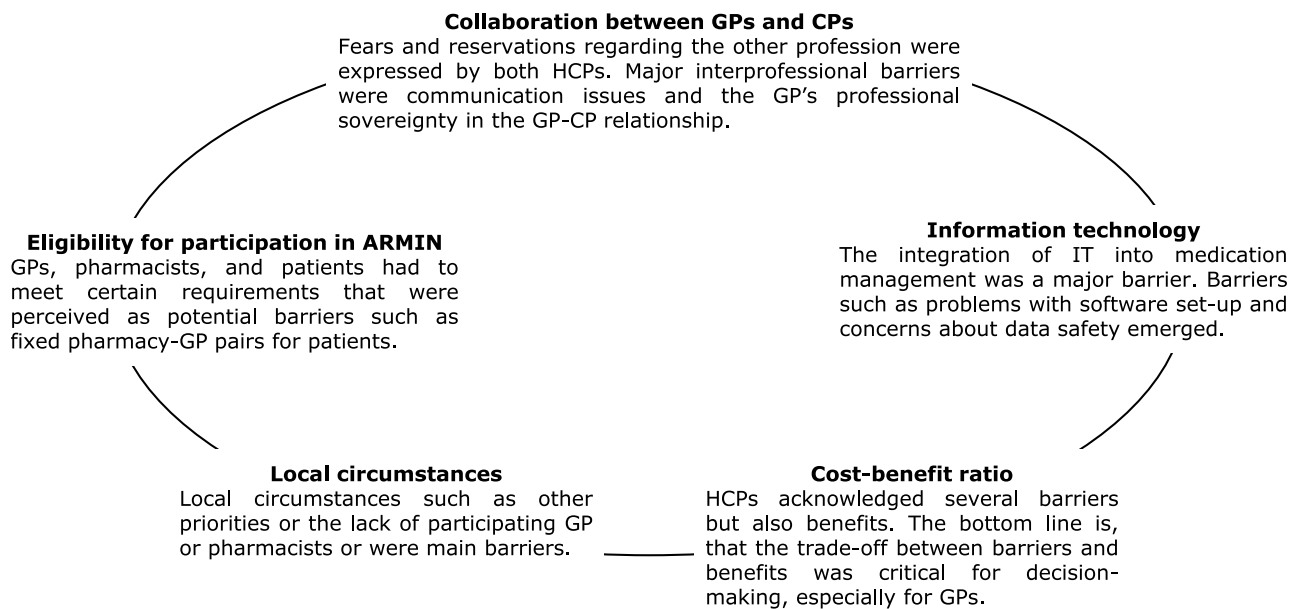 Collaboration between GPs and CPs
Fears and reservations regarding the other profession were
expressed by both HCPs. Major interprofessional barriers
were communication issues and the GP's professional
sovereignty in the GP-CP relationship.
Information technology
The integration of IT into medication
management was a major barrier. Barriers
such as problems with software set-up and
concerns about data safety emerged.
Eligibility for participation in ARMIN
GPs, pharmacists, and patients had to
meet certain requirements that were
perceived as potential barriers such as
fixed pharmacy-GP pairs for patients.
Local circumstances
Local circumstances such as other
priorities or the lack of participating GP
or pharmacists or were main barriers.
Cost-benefit ratio
HCPs acknowledged several barriers
but also benefits. The bottom line is,
that the trade-off between barriers and
benefits was critical for decision-
making, especially for GPs.